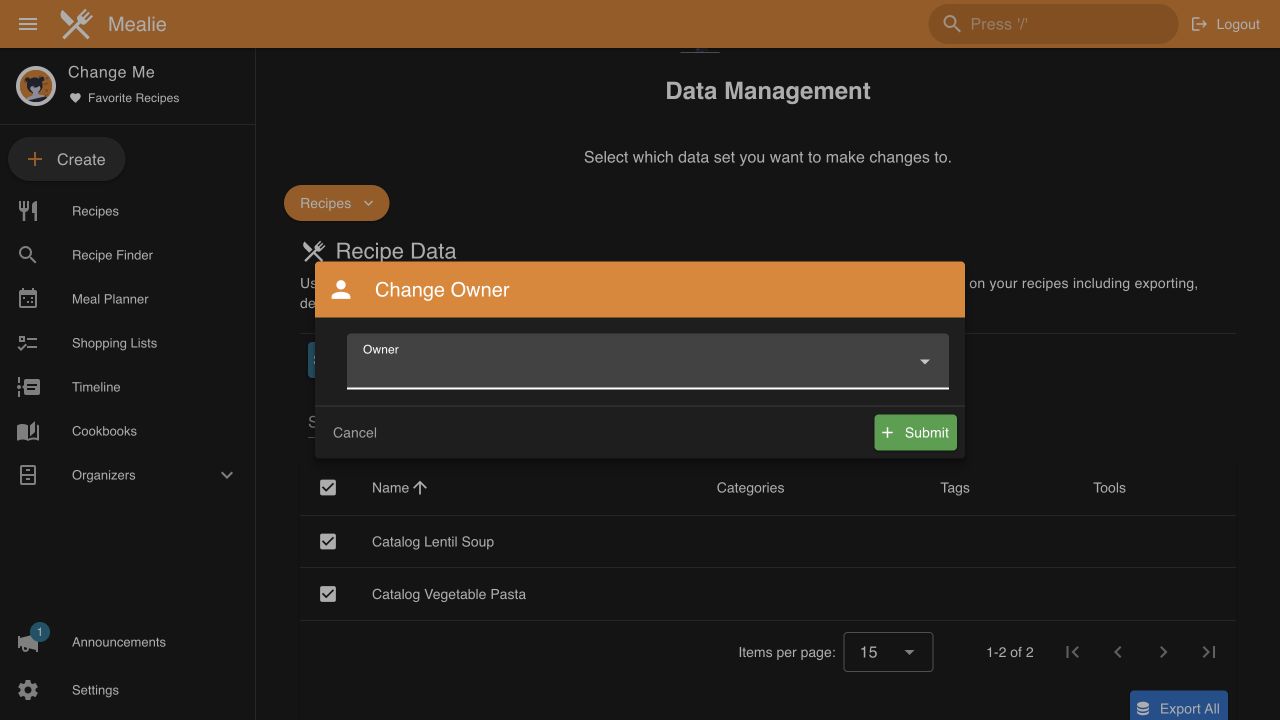 Mealie
Press '/'
Logout
Change Me
Favorite Recipes
Create
Recipes
Recipe Finder
Meal Planner
Shopping Lists
Timeline
Cookbooks
Organizers
1
Announcements
Settings
Data Management
Select which data set you want to make changes to.
Recipes
Recipe Data
on your recipes including exporting,
Change Owner
Owner
Cancel
Submit
Name
Categories
Tags
Tools
Catalog Lentil Soup
Catalog Vegetable Pasta
Items per page:
15
1-2 of 2
Export All